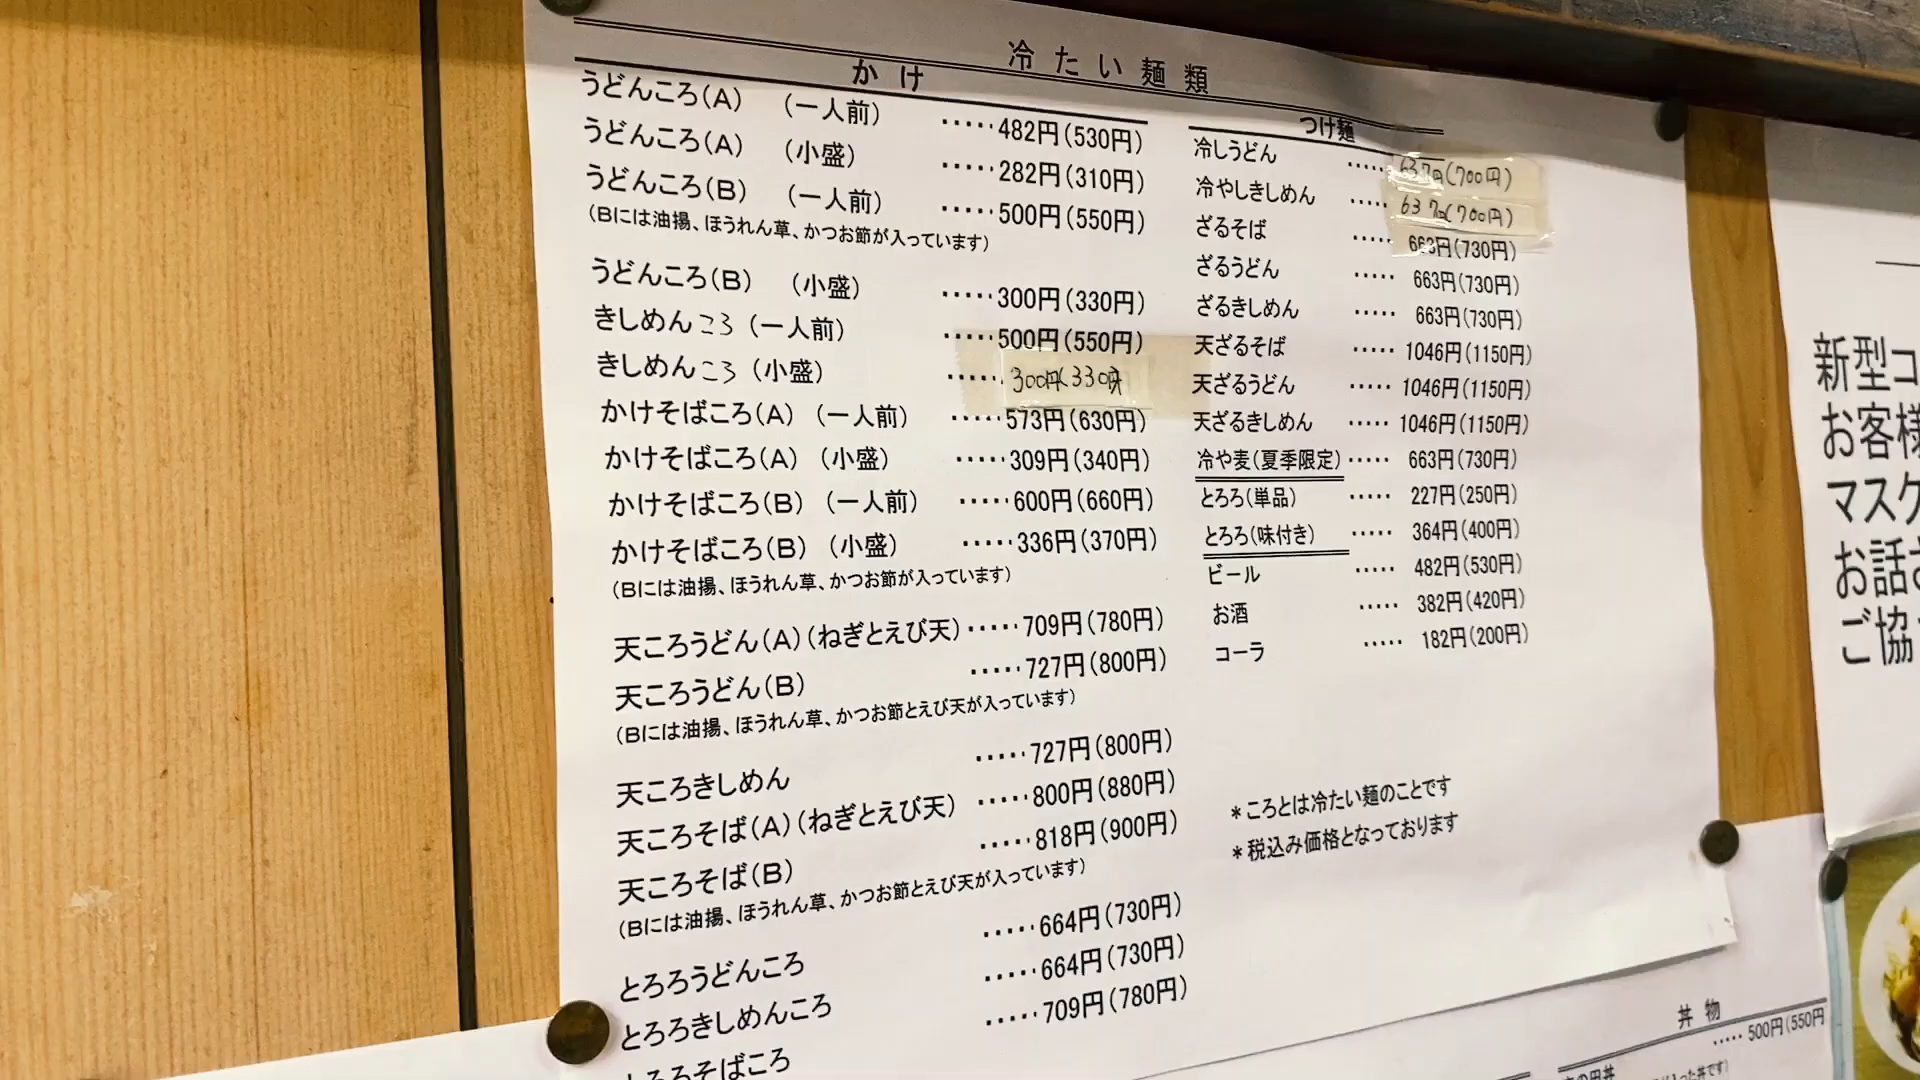 冷たい麺類
かけ
うどんころ(A) (一人前) ・・・・・482円(530円)
うどんころ(A) (小盛) ・・・・・282円(310円)
うどんころ(B) (一人前) ・・・・・500円(550円)
(Bには油揚、ほうれん草、かつお節が入っています)
うどんころ(B) (小盛) ・・・・・300円(330円)
きしめんころ(一人前) ・・・・・500円(550円)
きしめんころ(小盛) ・・・・・300円(330円)
かけそばころ(A) (一人前) ・・・・・573円(630円)
かけそばころ(A) (小盛) ・・・・・309円(340円)
かけそばころ(B) (一人前) ・・・・・600円(660円)
かけそばころ(B) (小盛) ・・・・・336円(370円)
(Bには油揚、ほうれん草、かつお節が入っています)
天ころうどん(A)(ねぎとえび天)・・・・・709円(780円)
天ころうどん(B) ・・・・・727円(800円)
(Bには油揚、ほうれん草、かつお節とえび天が入っています)
天ころきしめん ・・・・・727円(800円)
天ころそば(A)(ねぎとえび天) ・・・・・800円(880円)
天ころそば(B) ・・・・・818円(900円)
(Bには油揚、ほうれん草、かつお節とえび天が入っています)
とろろうどんころ ・・・・・664円(730円)
とろろきしめんころ ・・・・・664円(730円)
とろろそばころ ・・・・・709円(780円)
つけ麺
冷しうどん ・・・・・637円(700円)
冷やしきしめん ・・・・・637円(700円)
ざるそば ・・・・・663円(730円)
ざるうどん ・・・・・663円(730円)
ざるきしめん ・・・・・663円(730円)
天ざるそば ・・・・・1046円(1150円)
天ざるうどん ・・・・・1046円(1150円)
天ざるきしめん ・・・・・1046円(1150円)
冷や麦(夏季限定)・・・・・663円(730円)
とろろ(単品) ・・・・・227円(250円)
とろろ(味付き) ・・・・・364円(400円)
ビール ・・・・・482円(530円)
お酒 ・・・・・382円(420円)
コーラ ・・・・・182円(200円)
*ころとは冷たい麺のことです
*税込み価格となっております
新型コ
お客様
マスク
お話
ご協
丼物
・・・・・500円(550円